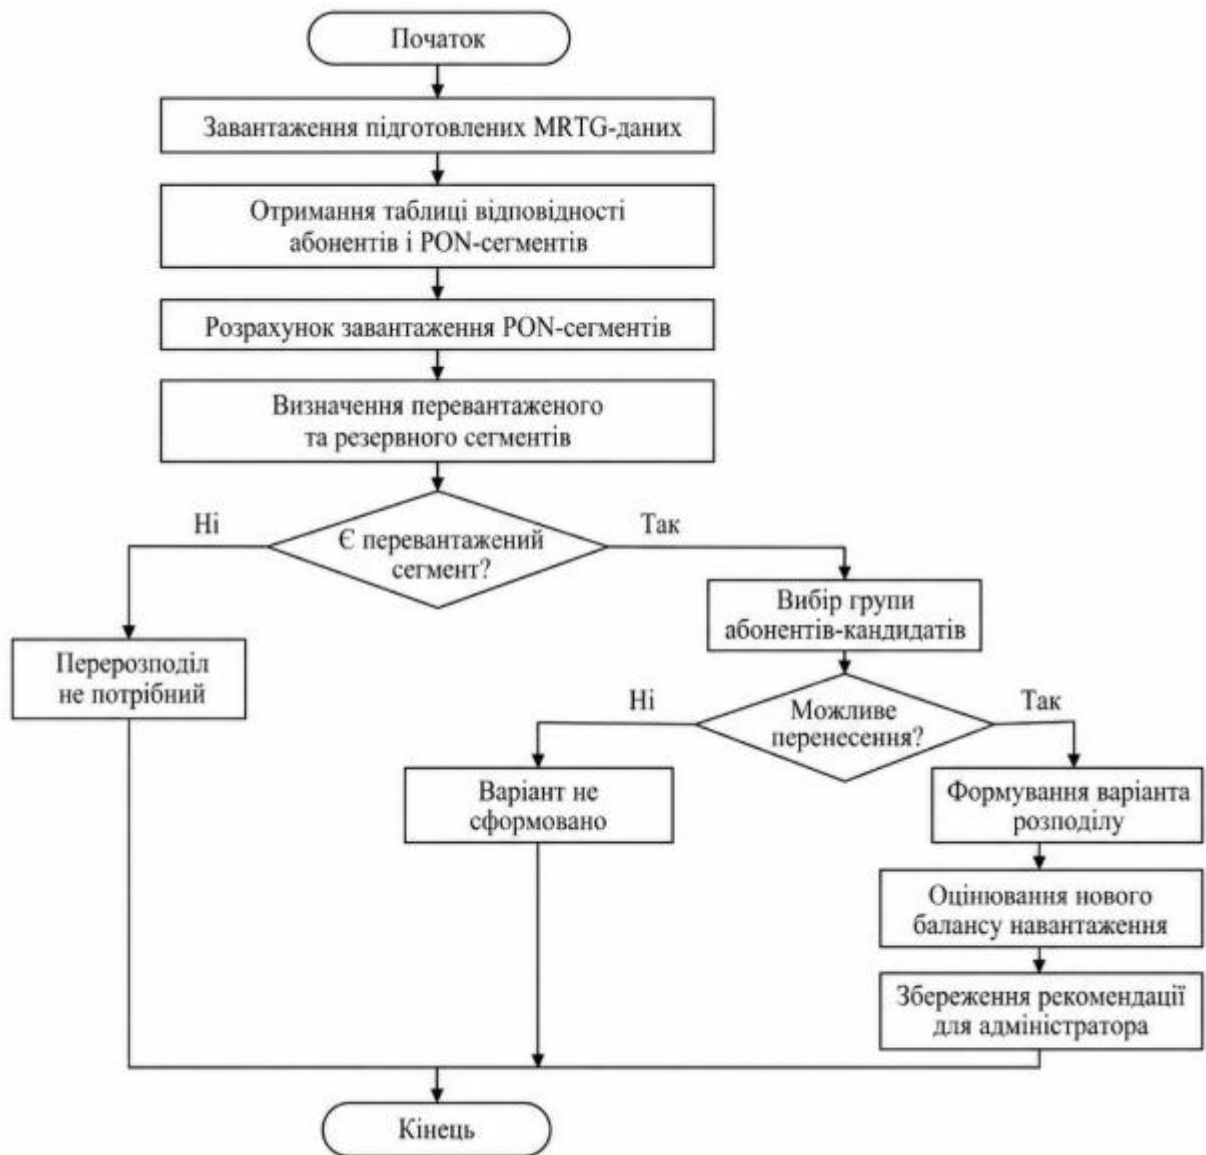 Початок
Завантаження підготовлених MRTG-даних
Отримання таблиці відповідності
абонентів і PON-сегментів
Розрахунок завантаження PON-сегментів
Визначення перевантаженого
та резервного сегментів
Ні
Так
Є перевантажений
сегмент?
Вибір групи
абонентів-кандидатів
Перерозподіл
не потрібний
Ні
Так
Можливе
перенесення?
Варіант не
сформовано
Формування варіанта
розподілу
Оцінювання нового
балансу навантаження
Збереження рекомендації
для адміністратора
Кінець